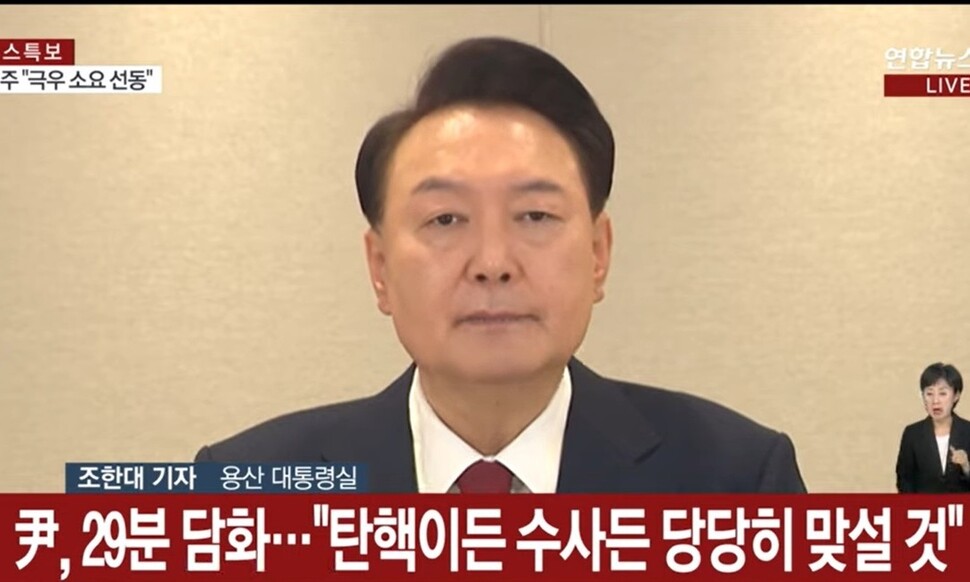 스특보
주 "극우 소요 선동"
연합뉴스
LIVE
조한대 기자 용산 대통령실
尹, 29분 담화…"탄핵이든 수사든 당당히 맞설 것"